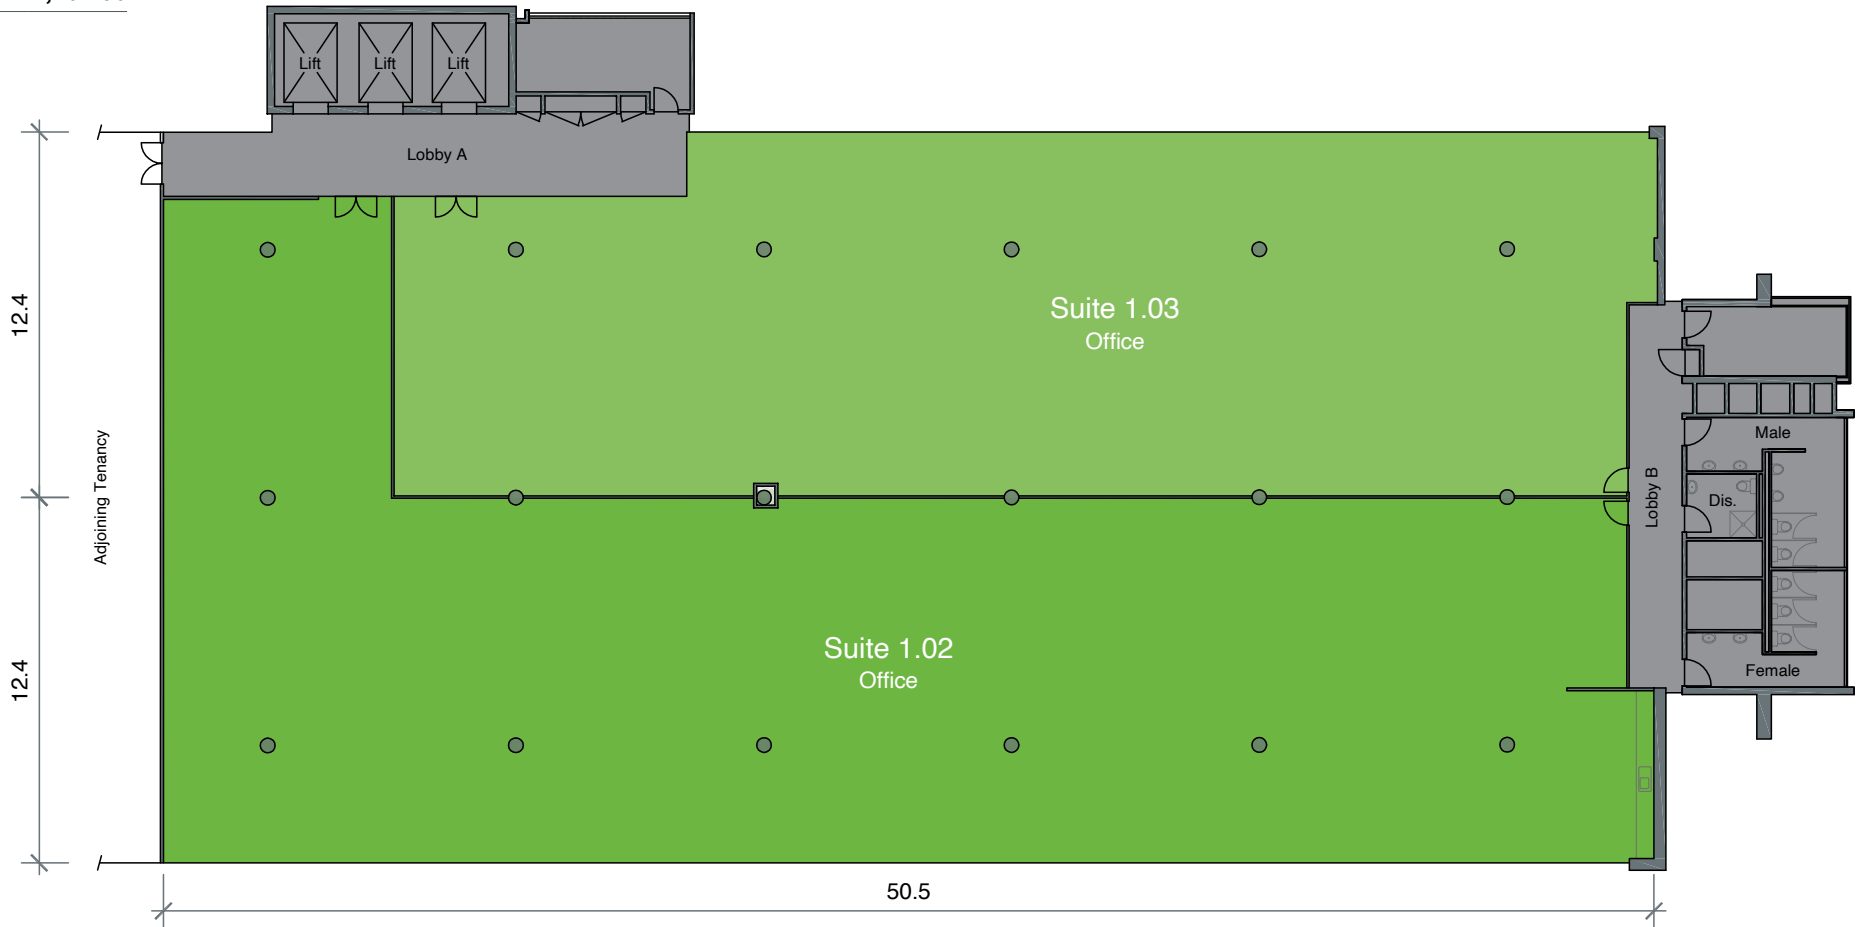 Lift
Lift
Lift
Lobby A
12.4
Suite 1.03
Office
Adjoining Tenancy
Male
Lobby B
Dis.
12.4
Suite 1.02
Office
Female
50.5